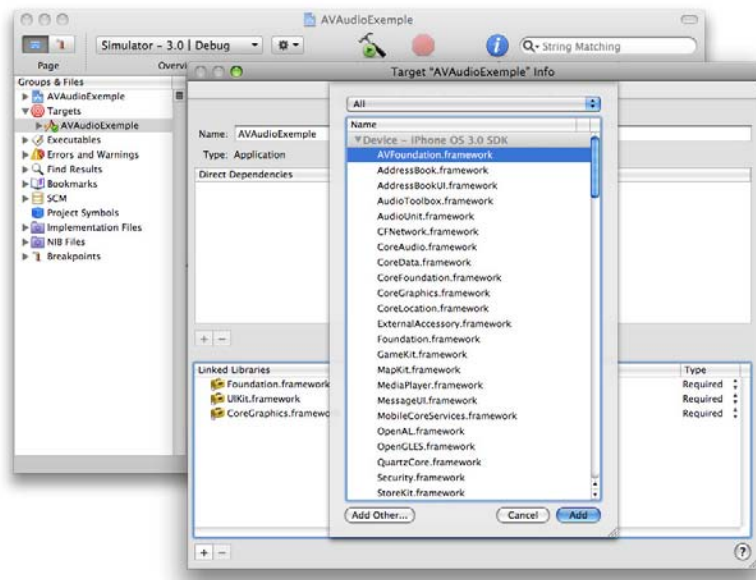 AVAudioExemple
Simulator - 3.0 | Debug
String Matching
Page
Overvi
Groups & Files
AVAudioExemple
Targets
AVAudioExemple
Executables
Errors and Warnings
Find Results
Bookmarks
SCM
Project Symbols
Implementation Files
NIB Files
Breakpoints
Target "AVAudioExemple" Info
Name: AVAudioExemple
Type: Application
Direct Dependencies
All
Name
Device - iPhone OS 3.0 SDK
AVFoundation.framework
AddressBook.framework
AddressBookUI.framework
AudioToolbox.framework
AudioUnit.framework
CFNetwork.framework
CoreAudio.framework
CoreData.framework
CoreFoundation.framework
CoreGraphics.framework
CoreLocation.framework
ExternalAccessory.framework
Foundation.framework
GameKit.framework
MapKit.framework
MediaPlayer.framework
MessageUI.framework
MobileCoreServices.framework
OpenAL.framework
OpenGLES.framework
QuartzCore.framework
Security.framework
StoreKit.framework
Add Other...
Cancel
Add
+ −
Linked Libraries
Type
Foundation.framework
Required
UIKit.framework
Required
CoreGraphics.framewo
Required
+ −
?